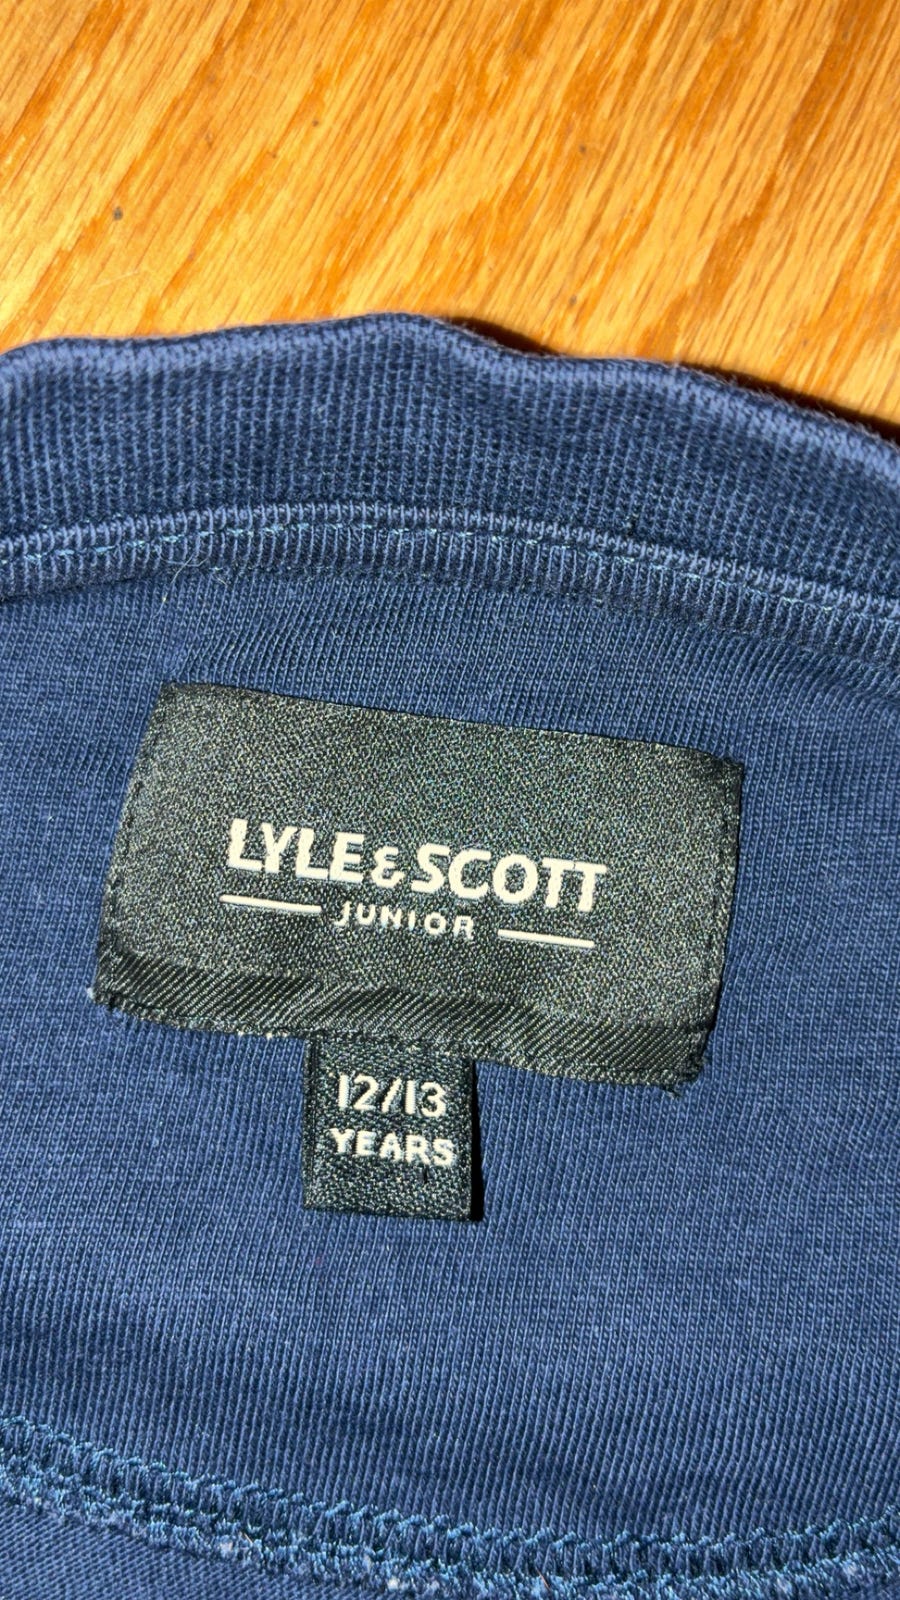 LYLE & SCOTT
JUNIOR
12/13
YEARS